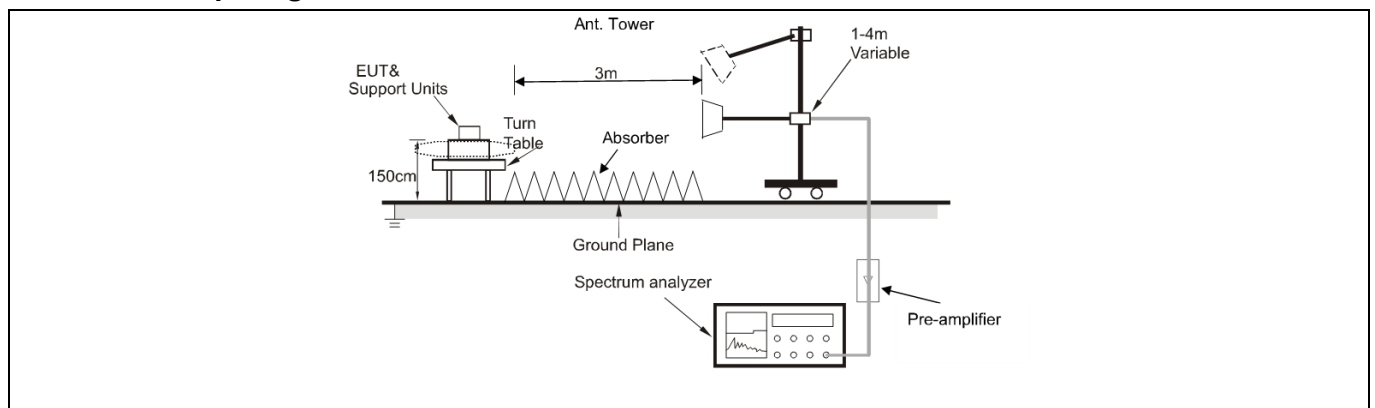 Ant. Tower
1-4m
Variable
3m
EUT&
Support Units
Turn
Table
Absorber
150cm
Ground Plane
Spectrum analyzer
Pre-amplifier